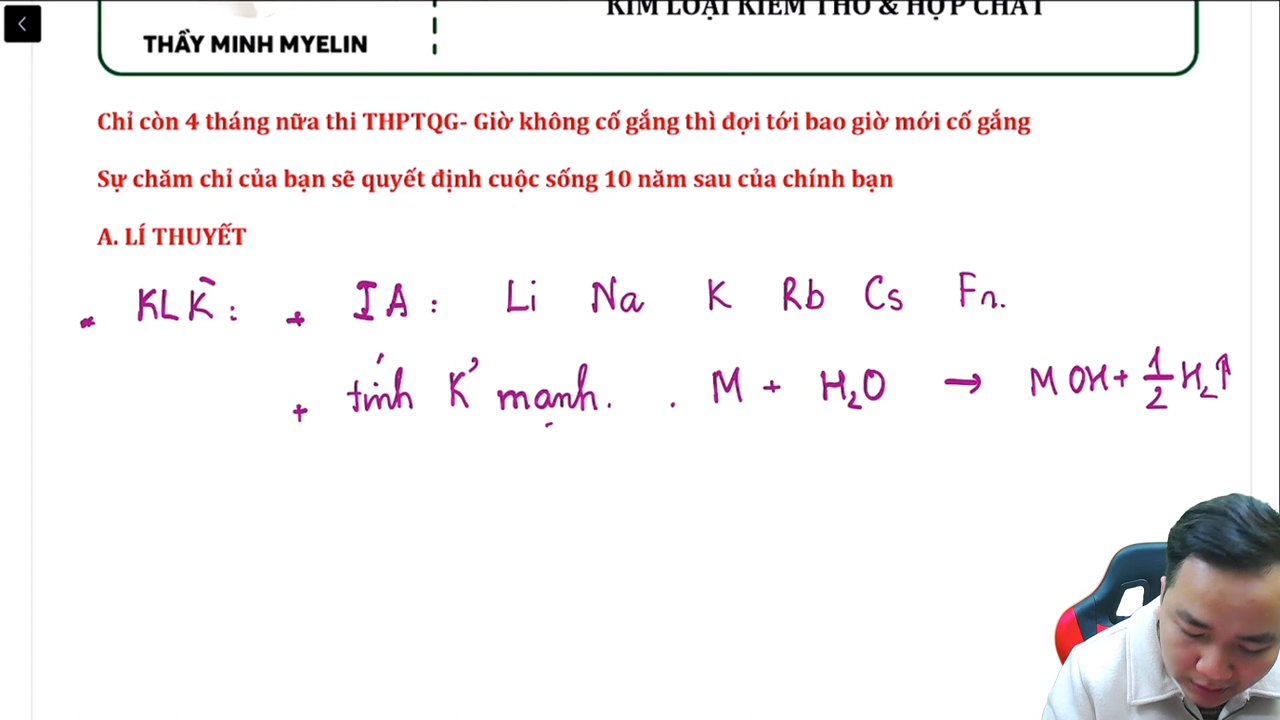 KIM LOẠI KIỀM THỔ & HỢP CHẤT
THẦY MINH MYELIN
Chỉ còn 4 tháng nữa thi THPTQG- Giờ không cố gắng thì đợi tới bao giờ mới cố gắng
Sự chăm chỉ của bạn sẽ quyết định cuộc sống 10 năm sau của chính bạn
A. LÍ THUYẾT
* KLK: + IA: Li Na K Rb Cs Fr.
+ tính K' mạnh. . M + H₂O → MOH + 1/2 H₂↑